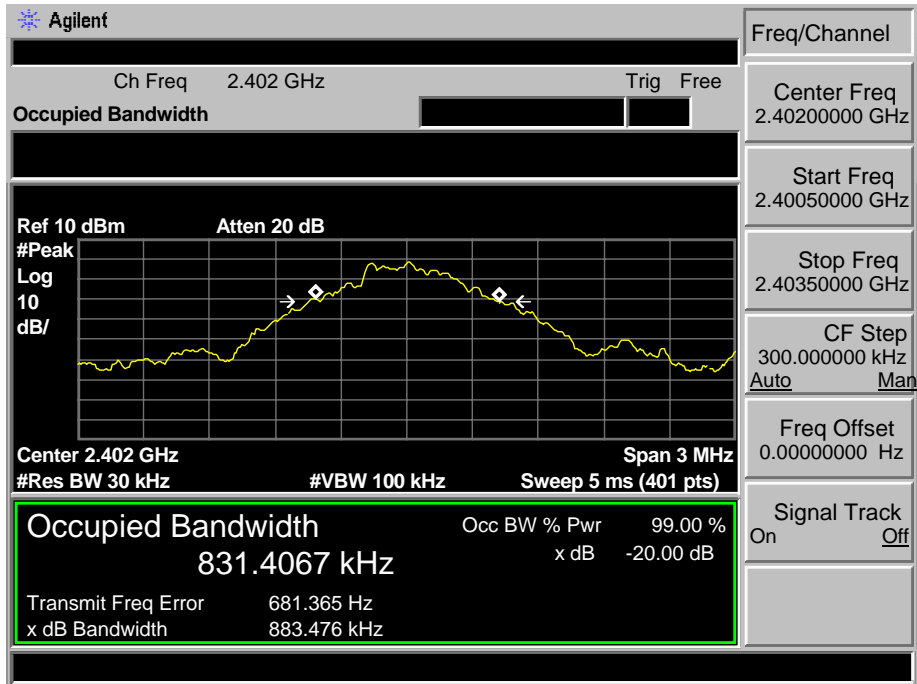 Agilent
Freq/Channel
Ch Freq 2.402 GHz Trig Free
Occupied Bandwidth
Center Freq
2.40200000 GHz
Start Freq
2.40050000 GHz
Stop Freq
2.40350000 GHz
CF Step
300.000000 kHz
Auto Man
Freq Offset
0.00000000 Hz
Signal Track
On Off
Ref 10 dBm Atten 20 dB
#Peak
Log
10
dB/
Center 2.402 GHz Span 3 MHz
#Res BW 30 kHz #VBW 100 kHz Sweep 5 ms (401 pts)
Occupied Bandwidth Occ BW % Pwr 99.00 %
831.4067 kHz x dB -20.00 dB
Transmit Freq Error 681.365 Hz
x dB Bandwidth 883.476 kHz